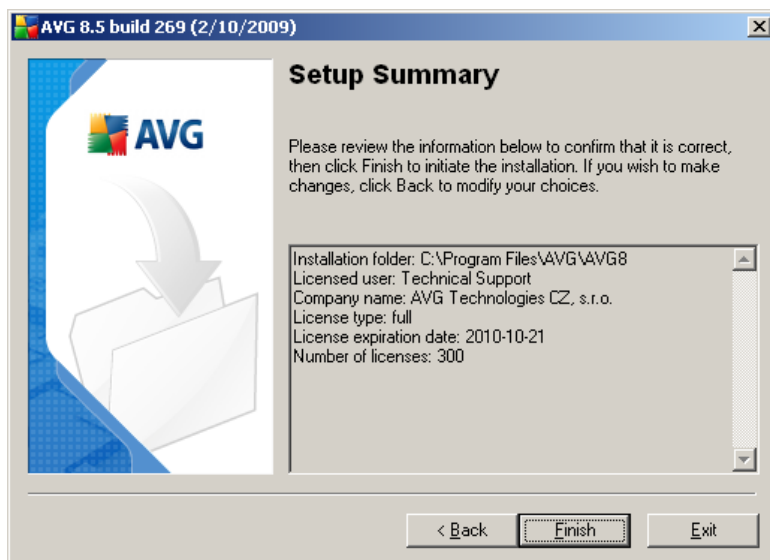 AVG 8.5 build 269 (2/10/2009)
AVG
Setup Summary
Please review the information below to confirm that it is correct,
then click Finish to initiate the installation. If you wish to make
changes, click Back to modify your choices.
Installation folder: C:\Program Files\AVG\AVG8
Licensed user: Technical Support
Company name: AVG Technologies CZ, s.r.o.
License type: full
License expiration date: 2010-10-21
Number of licenses: 300
< Back
Finish
Exit